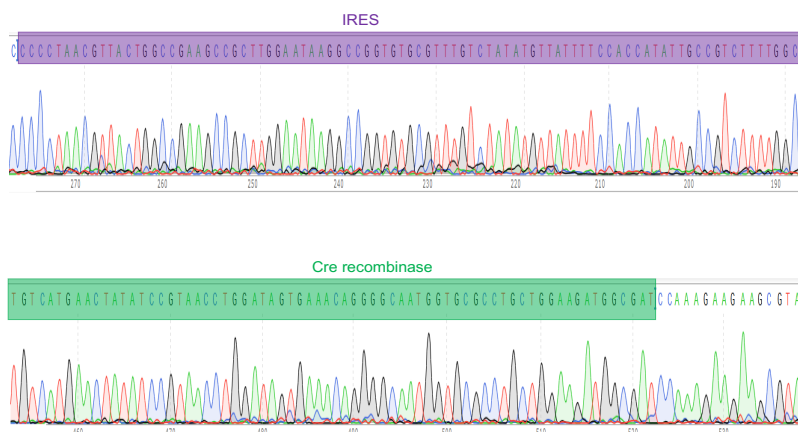 IRES
CCCCCTAACGTTACTGGCCGAAGCCGCTTGGAATAAGGCCGGTGTGCGTTTGTCTATATGTTATTTTCCACCATATTGCCGTCTTTTGGC
270 260 250 240 230 220 210 200 190
Cre recombinase
TGTCATGAACTATATCCGTAACCTGGATAGTGAAACAGGGGCAATGGTGCGCCTGCTGGAAGATGGCGATCCAAAGAAGAAGCGTA